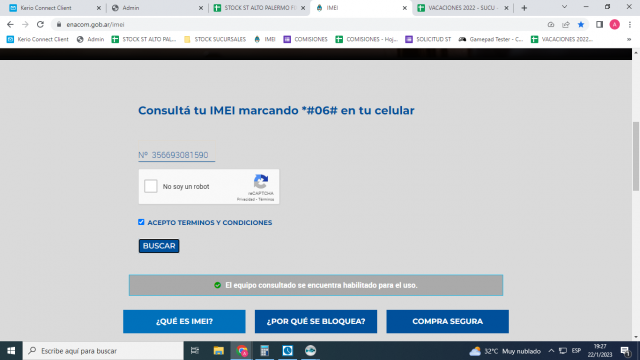 Kerio Connect Client
Admin
STOCK ST ALTO PALERMO F
IMEI
VACACIONES 2022 - SUCU -
enacom.gob.ar/imei
A
Kerio Connect Client
Admin
STOCK ST ALTO PAL...
STOCK SUCURSALES
IMEI
COMISIONES
COMISIONES - Hoj...
SOLICITUD ST
Gamepad Tester - C...
VACACIONES 2022...
Consultá tu IMEI marcando *#06# en tu celular
Nº 356693081590
No soy un robot
reCAPTCHA
Privacidad - Términos
ACEPTO TERMINOS Y CONDICIONES
BUSCAR
El equipo consultado se encuentra habilitado para el uso.
¿QUÉ ES IMEI?
¿POR QUÉ SE BLOQUEA?
COMPRA SEGURA
Escribe aquí para buscar
32°C Muy nublado
ESP
19:27
22/1/2023